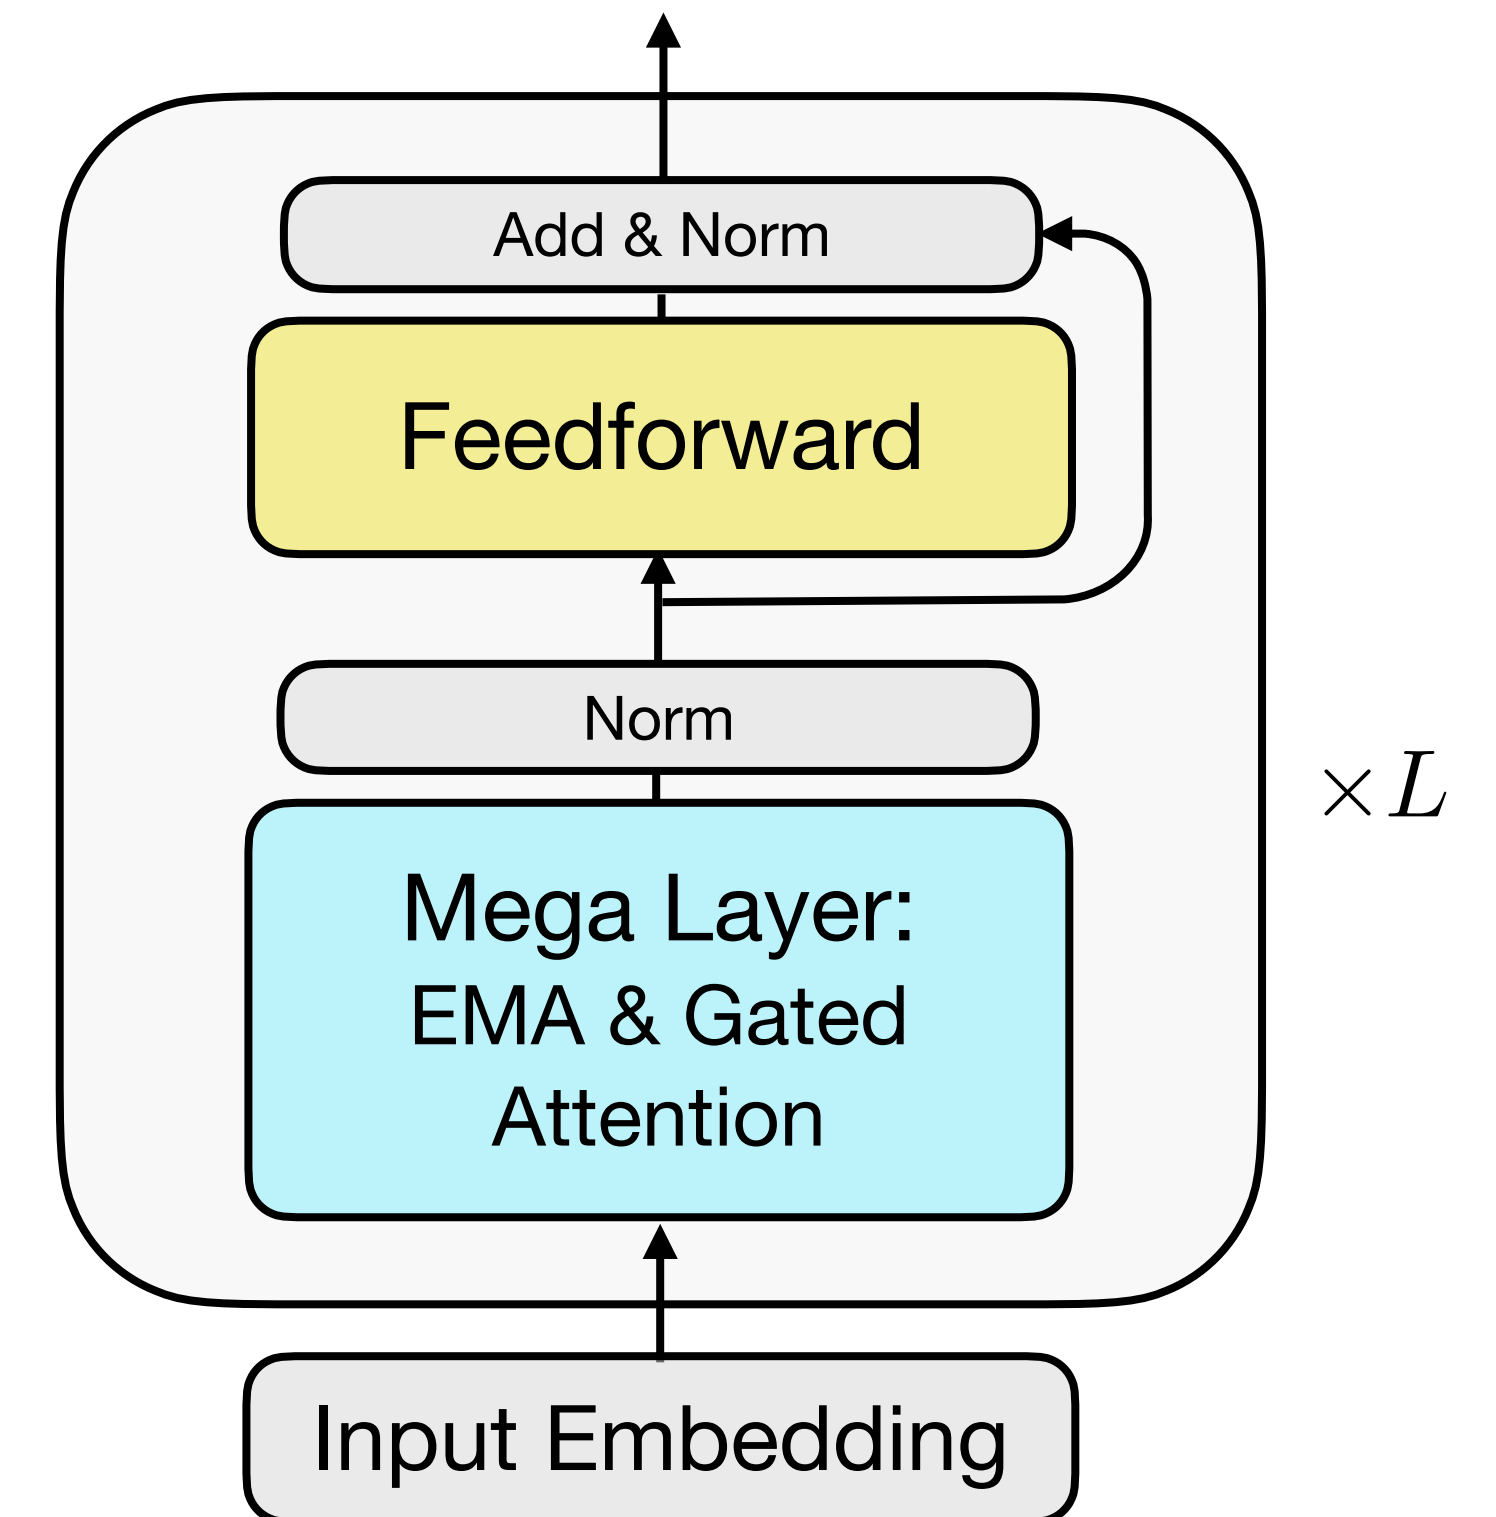 Add & Norm
Feedforward
Norm
×L
Mega Layer:
EMA & Gated
Attention
Input Embedding